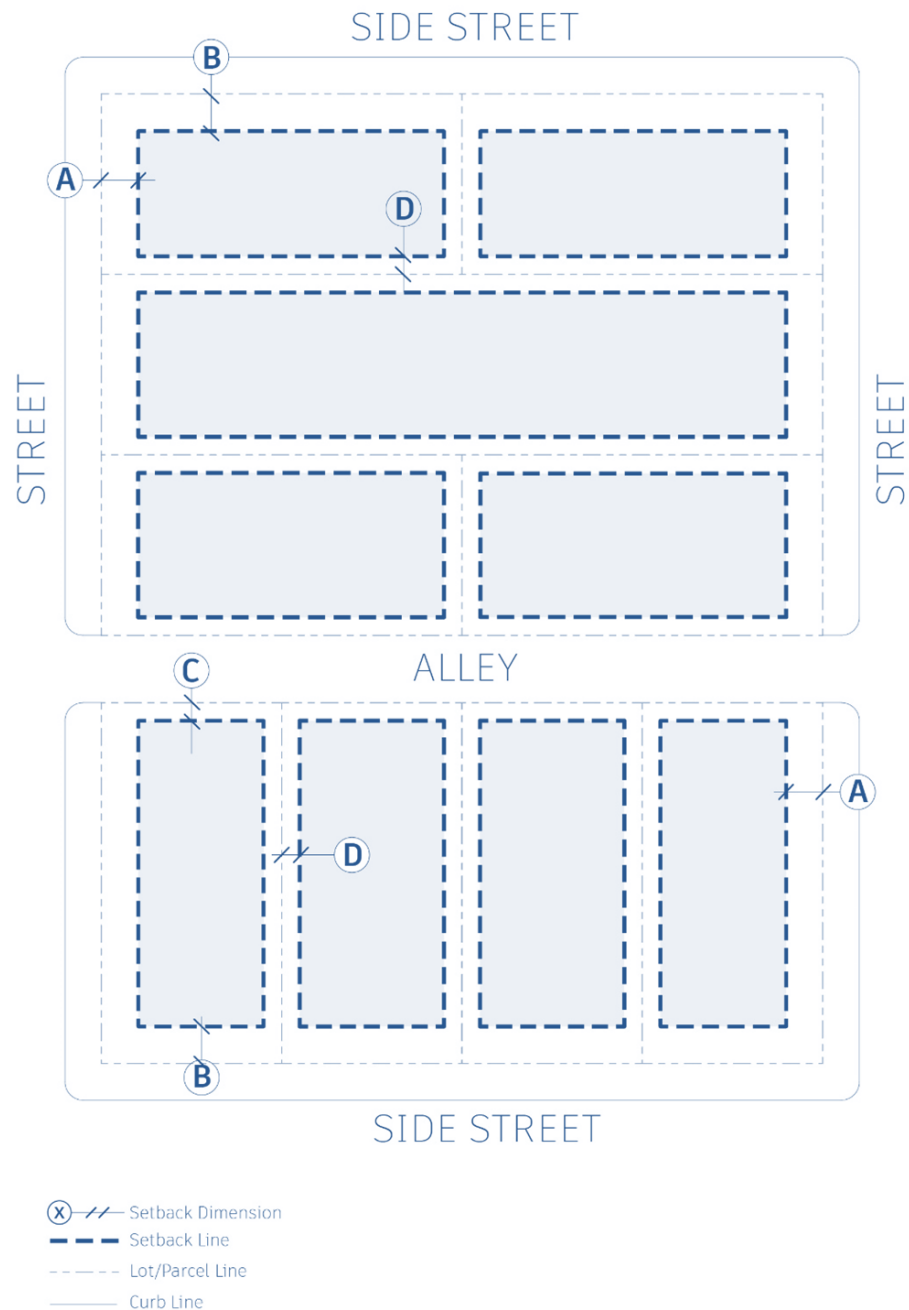 SIDE STREET
B
A
D
STREET
STREET
ALLEY
C
A
D
B
SIDE STREET
X Setback Dimension
Setback Line
Lot/Parcel Line
Curb Line